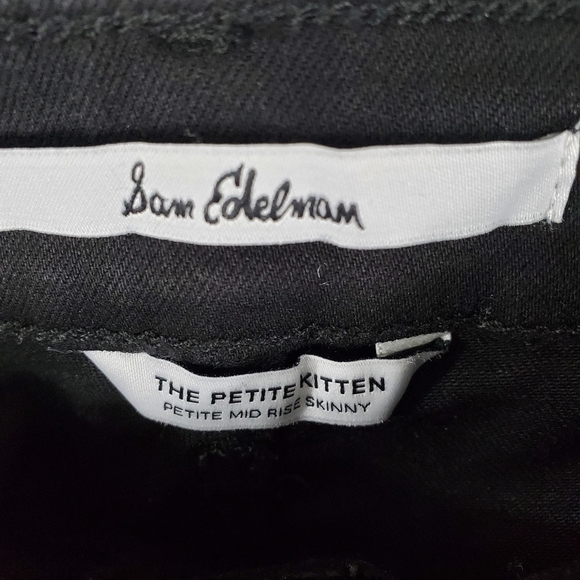 Sam Edelman
THE PETITE KITTEN
PETITE MID RISE SKINNY